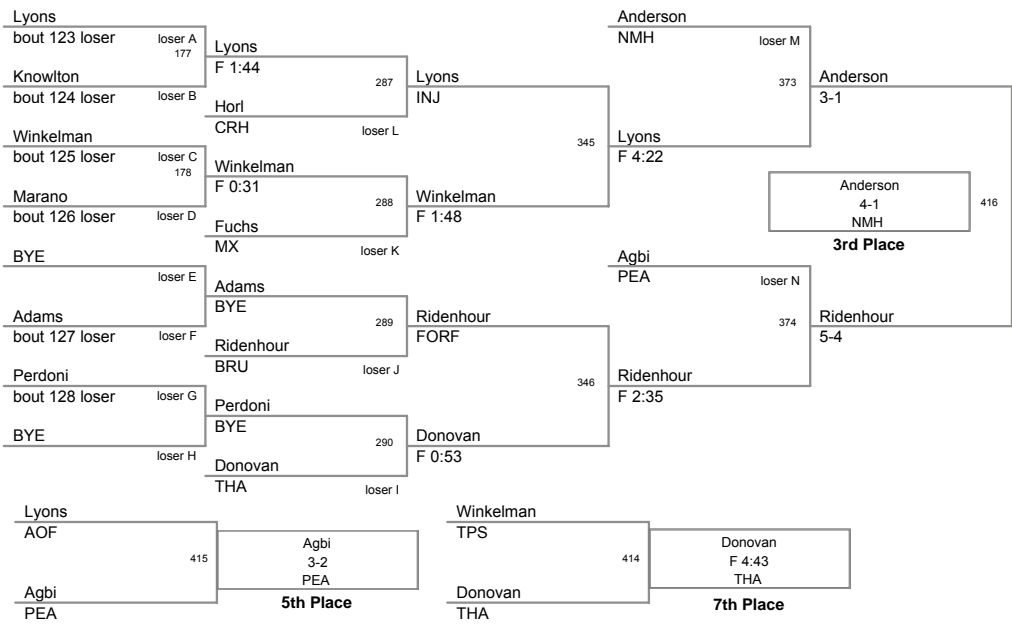 Lyons
bout 123 loser
loser A
177
Knowlton
bout 124 loser
loser B
Winkelman
bout 125 loser
loser C
178
Marano
bout 126 loser
loser D
BYE
loser E
Adams
bout 127 loser
loser F
Perdoni
bout 128 loser
loser G
BYE
loser H
Lyons
F 1:44
287
Horl
CRH
loser L
Winkelman
F 0:31
288
Fuchs
MX
loser K
Adams
BYE
289
Ridenhour
BRU
loser J
Perdoni
BYE
290
Donovan
THA
loser I
Lyons
INJ
345
Winkelman
F 1:48
Ridenhour
FORF
346
Donovan
F 0:53
Anderson
NMH
loser M
373
Lyons
F 4:22
Agbi
PEA
loser N
374
Ridenhour
F 2:35
Anderson
3-1
416
Ridenhour
5-4
Anderson
4-1
NMH
3rd Place
Lyons
AOF
415
Agbi
PEA
Agbi
3-2
PEA
5th Place
Winkelman
TPS
414
Donovan
THA
Donovan
F 4:43
THA
7th Place